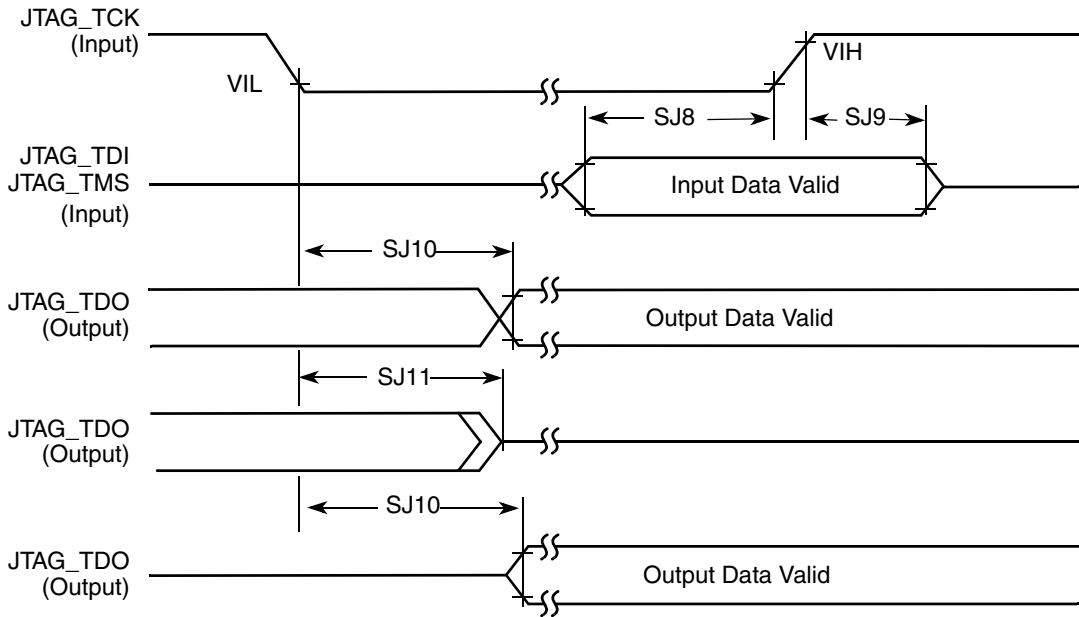 JTAG_TCK
(Input)
VIL
VIH
SJ8
SJ9
JTAG_TDI
JTAG_TMS
(Input)
Input Data Valid
SJ10
JTAG_TDO
(Output)
Output Data Valid
SJ11
JTAG_TDO
(Output)
SJ10
JTAG_TDO
(Output)
Output Data Valid